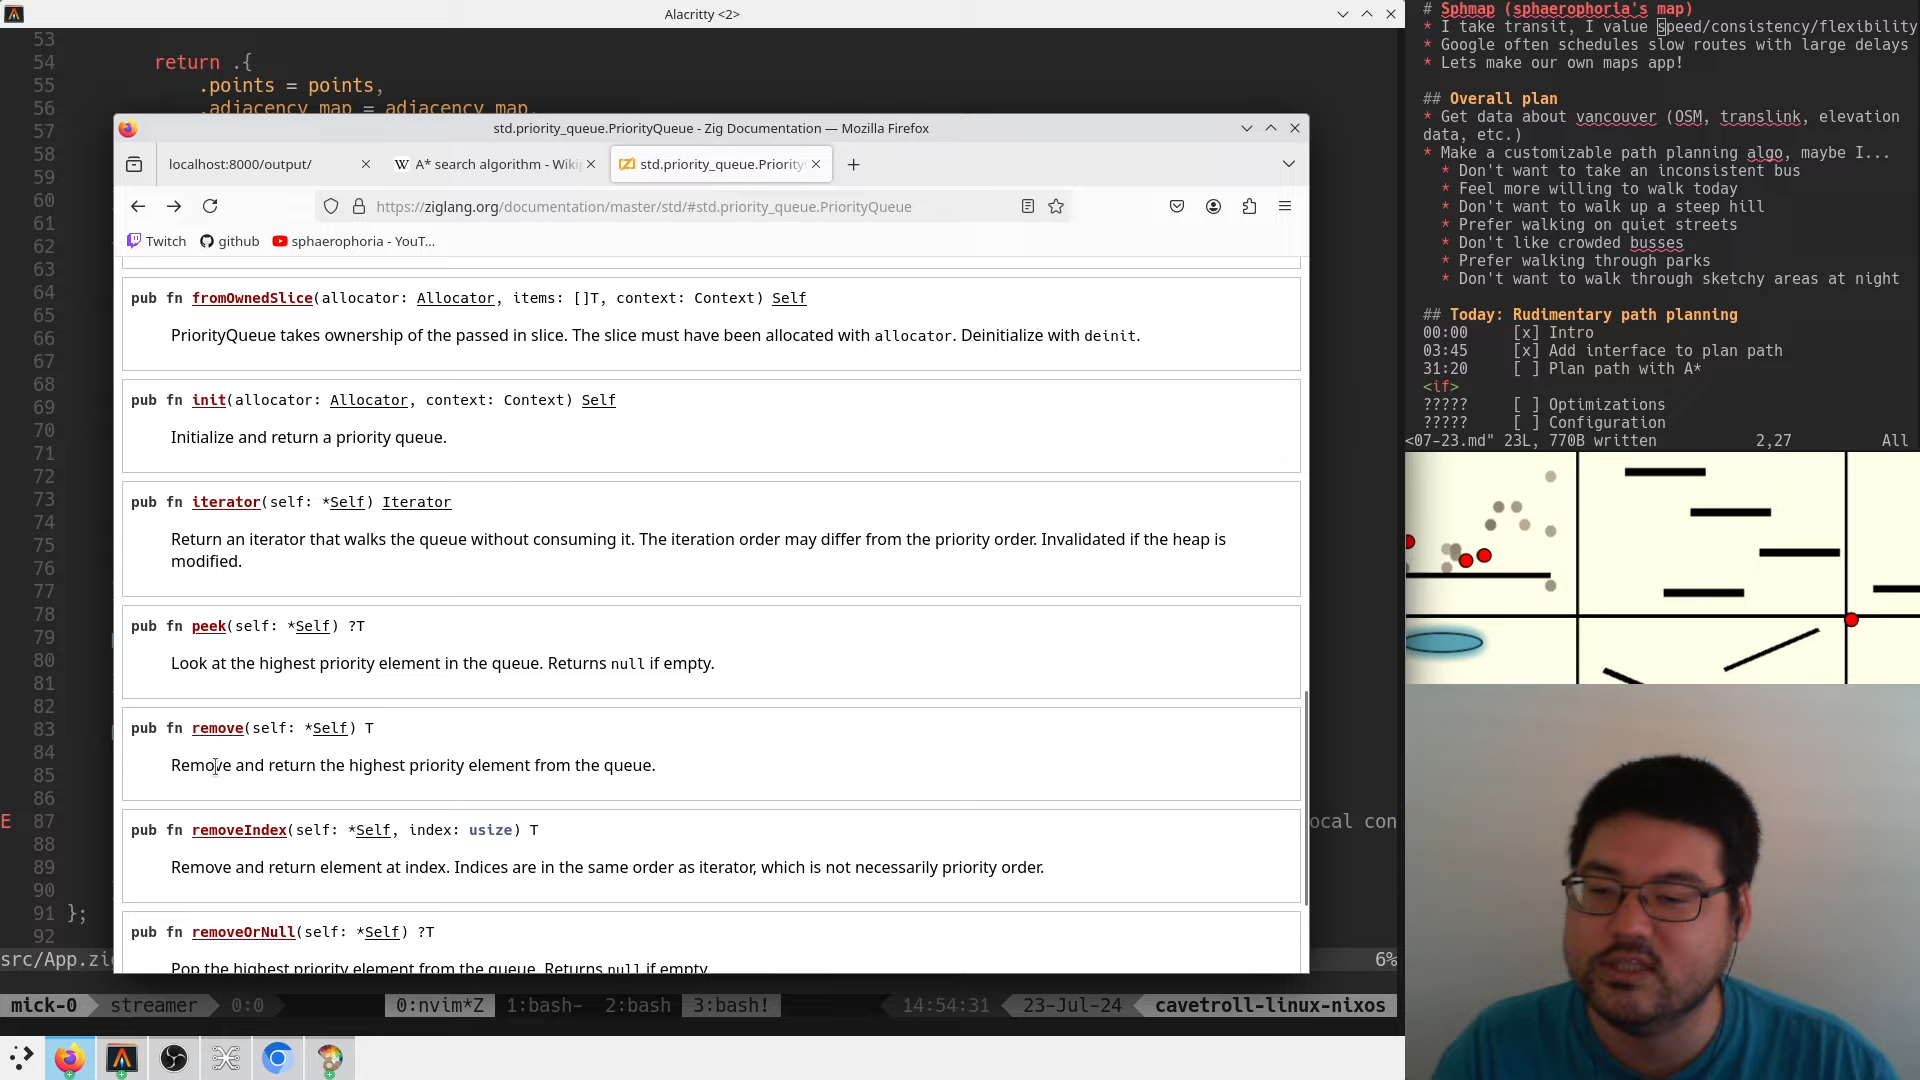 Alacritty <2>
53
54 return .{
55 .points = points,
56 .adjacency_map = adjacency_map,
57
58
59
60
61
62
63
64
65
66
67
68
69
70
71
72
73
74
75
76
77
78
79
80
81
82
83
84
85
86
E 87 ocal con
88
89
90
91 };
92
src/App.zi 6%
std.priority_queue.PriorityQueue - Zig Documentation — Mozilla Firefox
localhost:8000/output/
A* search algorithm - Wiki
std.priority_queue.Priority
https://ziglang.org/documentation/master/std/#std.priority_queue.PriorityQueue
Twitch github sphaerophoria - YouT...
pub fn fromOwnedSlice(allocator: Allocator, items: []T, context: Context) Self
PriorityQueue takes ownership of the passed in slice. The slice must have been allocated with allocator. Deinitialize with deinit.
pub fn init(allocator: Allocator, context: Context) Self
Initialize and return a priority queue.
pub fn iterator(self: *Self) Iterator
Return an iterator that walks the queue without consuming it. The iteration order may differ from the priority order. Invalidated if the heap is
modified.
pub fn peek(self: *Self) ?T
Look at the highest priority element in the queue. Returns null if empty.
pub fn remove(self: *Self) T
Remove and return the highest priority element from the queue.
pub fn removeIndex(self: *Self, index: usize) T
Remove and return element at index. Indices are in the same order as iterator, which is not necessarily priority order.
pub fn removeOrNull(self: *Self) ?T
Pop the highest priority element from the queue. Returns null if empty.
mick-0 streamer 0:0 0:nvim*Z 1:bash- 2:bash 3:bash! 14:54:31 23-Jul-24 cavetroll-linux-nixos
# Sphmap (sphaerophoria's map)
* I take transit, I value speed/consistency/flexibility
* Google often schedules slow routes with large delays
* Lets make our own maps app!
## Overall plan
* Get data about vancouver (OSM, translink, elevation
data, etc.)
* Make a customizable path planning algo, maybe I...
* Don't want to take an inconsistent bus
* Feel more willing to walk today
* Don't want to walk up a steep hill
* Prefer walking on quiet streets
* Don't like crowded busses
* Prefer walking through parks
* Don't want to walk through sketchy areas at night
## Today: Rudimentary path planning
00:00 [x] Intro
03:45 [x] Add interface to plan path
31:20 [ ] Plan path with A*
<if>
????? [ ] Optimizations
????? [ ] Configuration
<07-23.md" 23L, 770B written 2,27 All